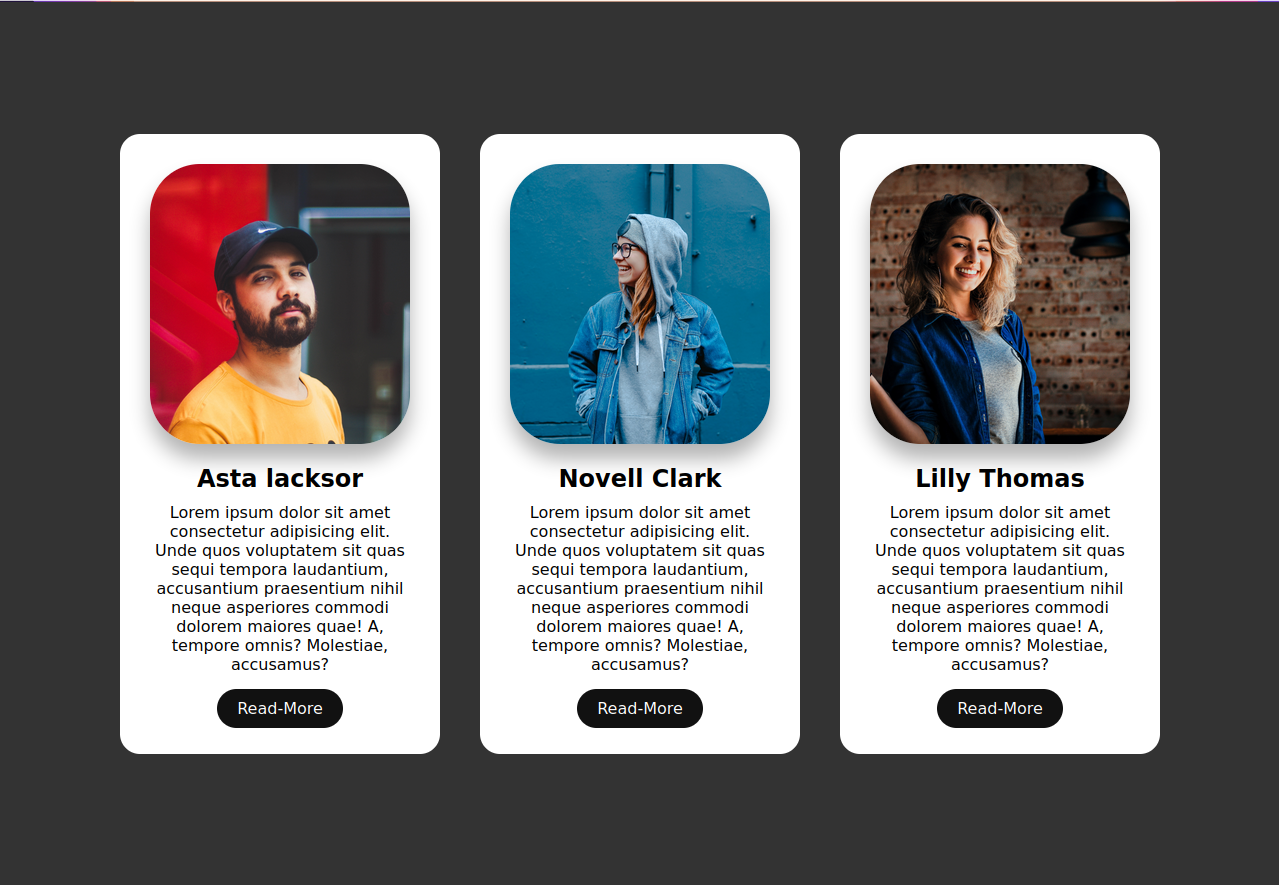 Asta lacksor
Lorem ipsum dolor sit amet
consectetur adipisicing elit.
Unde quos voluptatem sit quas
sequi tempora laudantium,
accusantium praesentium nihil
neque asperiores commodi
dolorem maiores quae! A,
tempore omnis? Molestiae,
accusamus?
Read-More
Novell Clark
Lorem ipsum dolor sit amet
consectetur adipisicing elit.
Unde quos voluptatem sit quas
sequi tempora laudantium,
accusantium praesentium nihil
neque asperiores commodi
dolorem maiores quae! A,
tempore omnis? Molestiae,
accusamus?
Read-More
Lilly Thomas
Lorem ipsum dolor sit amet
consectetur adipisicing elit.
Unde quos voluptatem sit quas
sequi tempora laudantium,
accusantium praesentium nihil
neque asperiores commodi
dolorem maiores quae! A,
tempore omnis? Molestiae,
accusamus?
Read-More